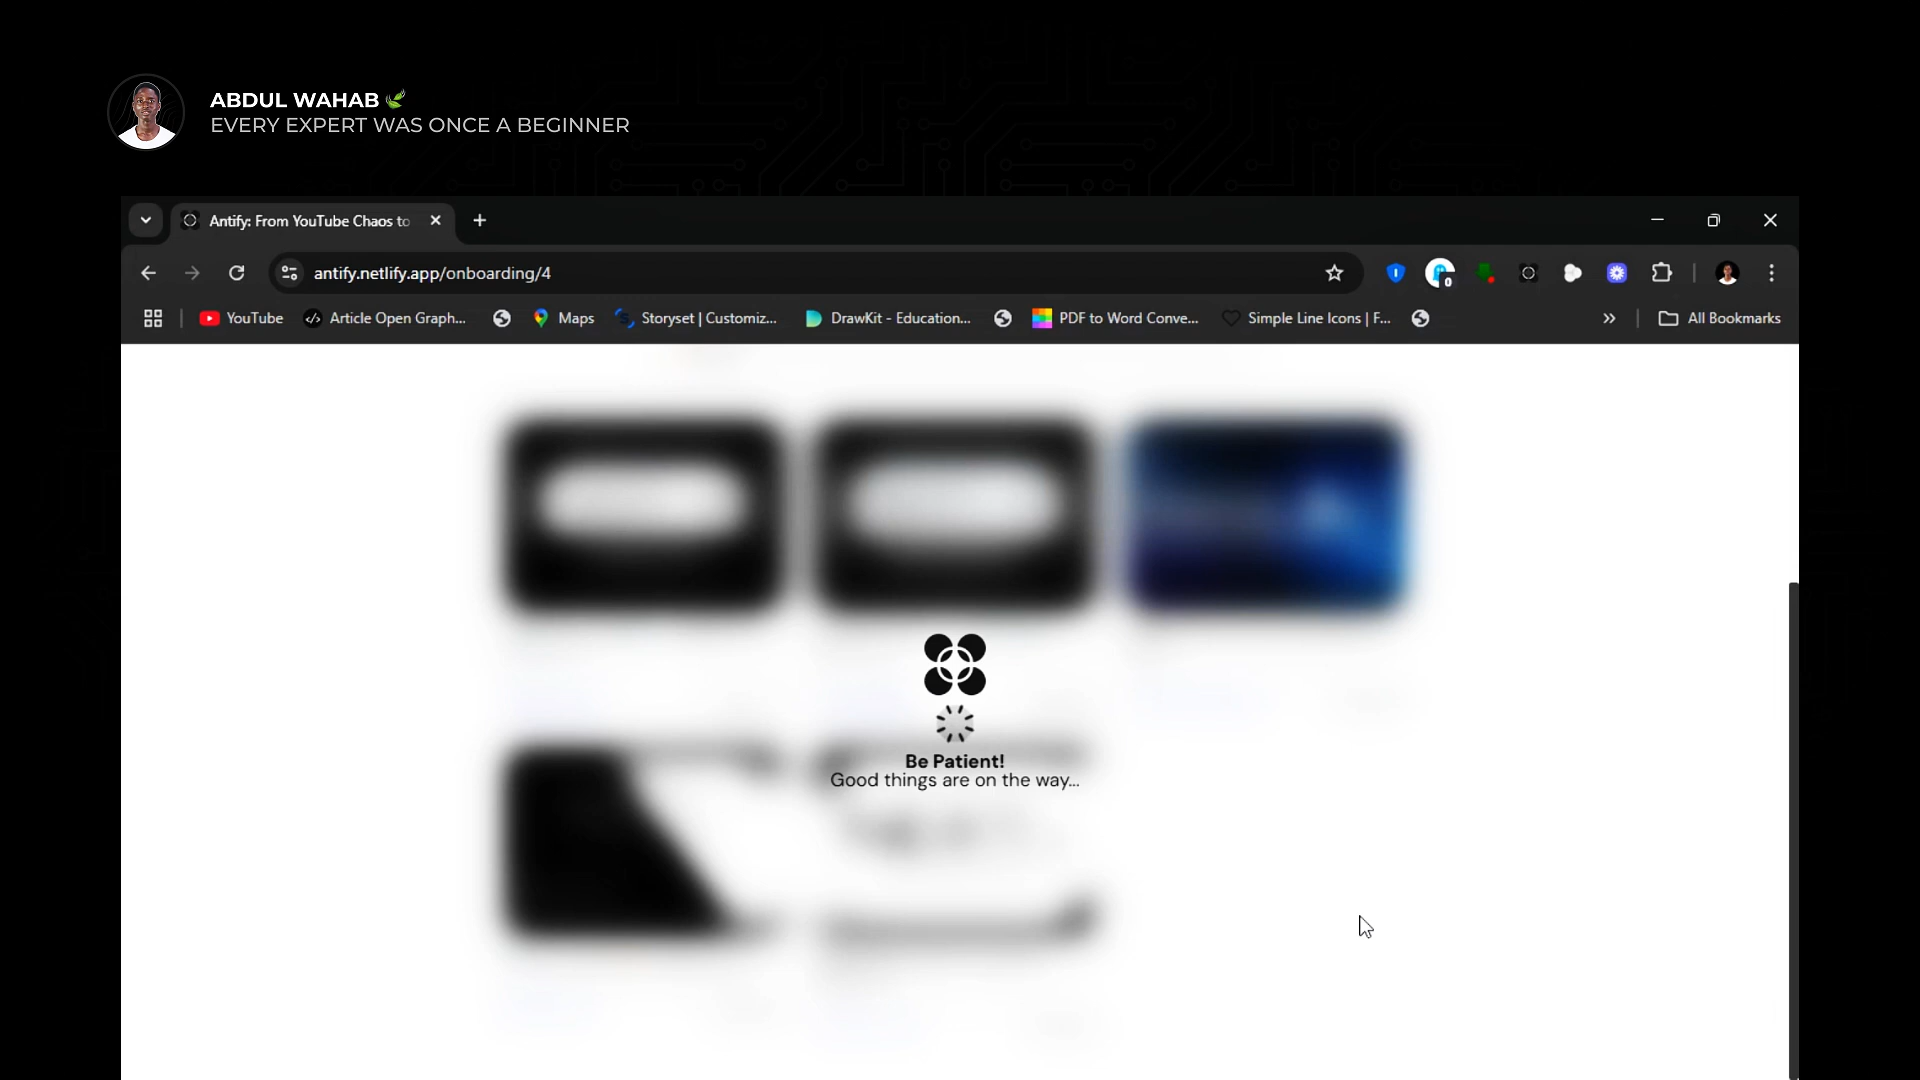 ABDUL WAHAB
EVERY EXPERT WAS ONCE A BEGINNER
Antify: From YouTube Chaos to
antify.netlify.app/onboarding/4
0
YouTube
Article Open Graph...
Maps
Storyset | Customiz...
DrawKit - Education...
PDF to Word Conve...
Simple Line Icons | F...
All Bookmarks
Be Patient!
Good things are on the way...